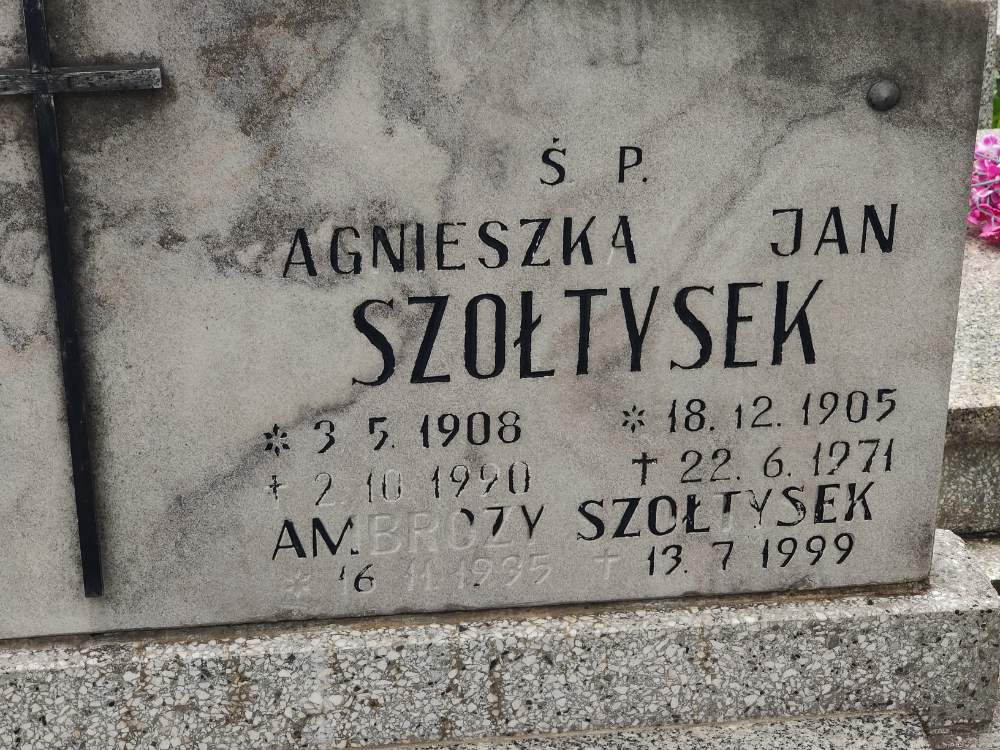 Ś. P.
AGNIESZKA JAN
SZOŁTYSEK
* 3 5. 1908 * 18. 12. 1905
† 2. 10 1990 † 22. 6. 1971
AMBROZY SZOŁTYSEK
* 16 11 1935 † 13. 7 1999